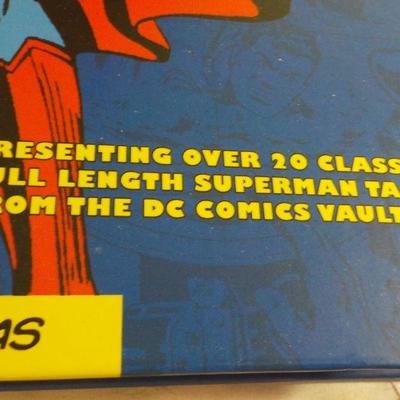 RESENTING OVER 20 CLASS
ULL LENGTH SUPERMAN TA
ROM THE DC COMICS VAULT
AS